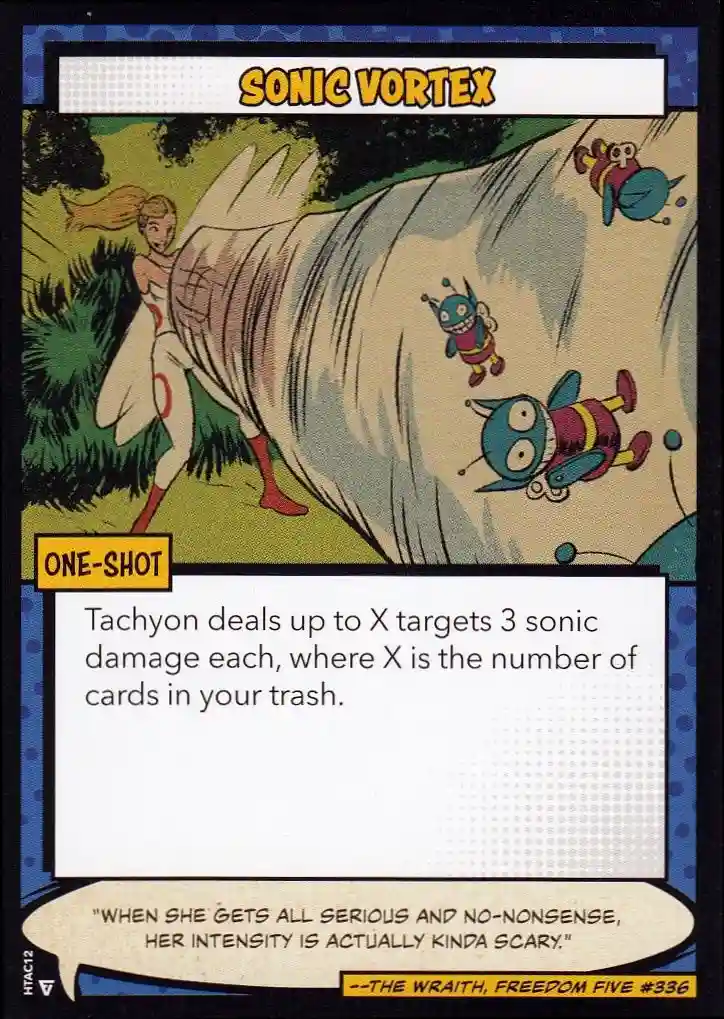 SONIC VORTEX
ONE-SHOT
Tachyon deals up to X targets 3 sonic
damage each, where X is the number of
cards in your trash.
"WHEN SHE GETS ALL SERIOUS AND NO-NONSENSE,
HER INTENSITY IS ACTUALLY KINDA SCARY."
--THE WRAITH, FREEDOM FIVE #336
HTAC12